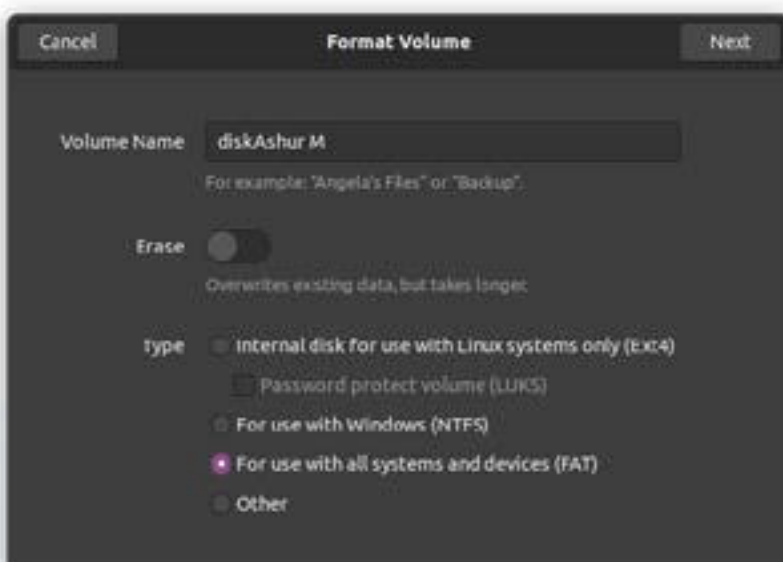 Cancel Format Volume Next
Volume Name diskAshur M
For example: "Angela's Files" or "Backup".
Erase
Overwrites existing data, but takes longer.
Type Internal disk for use with Linux systems only (Ext4)
Password protect volume (LUKS)
For use with Windows (NTFS)
For use with all systems and devices (FAT)
Other